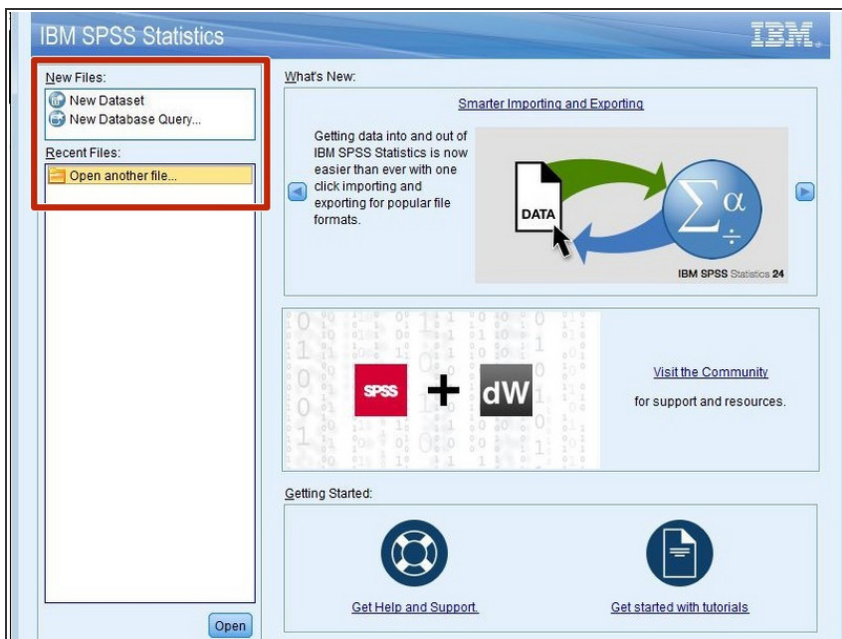 IBM SPSS Statistics
IBM.
New Files:
New Dataset
New Database Query...
Recent Files:
Open another file...
Open
What's New:
Smarter Importing and Exporting
Getting data into and out of
IBM SPSS Statistics is now
easier than ever with one
click importing and
exporting for popular file
formats.
DATA
Σα
÷
IBM SPSS Statistics 24
SPSS + dW
Visit the Community
for support and resources.
Getting Started:
Get Help and Support.
Get started with tutorials